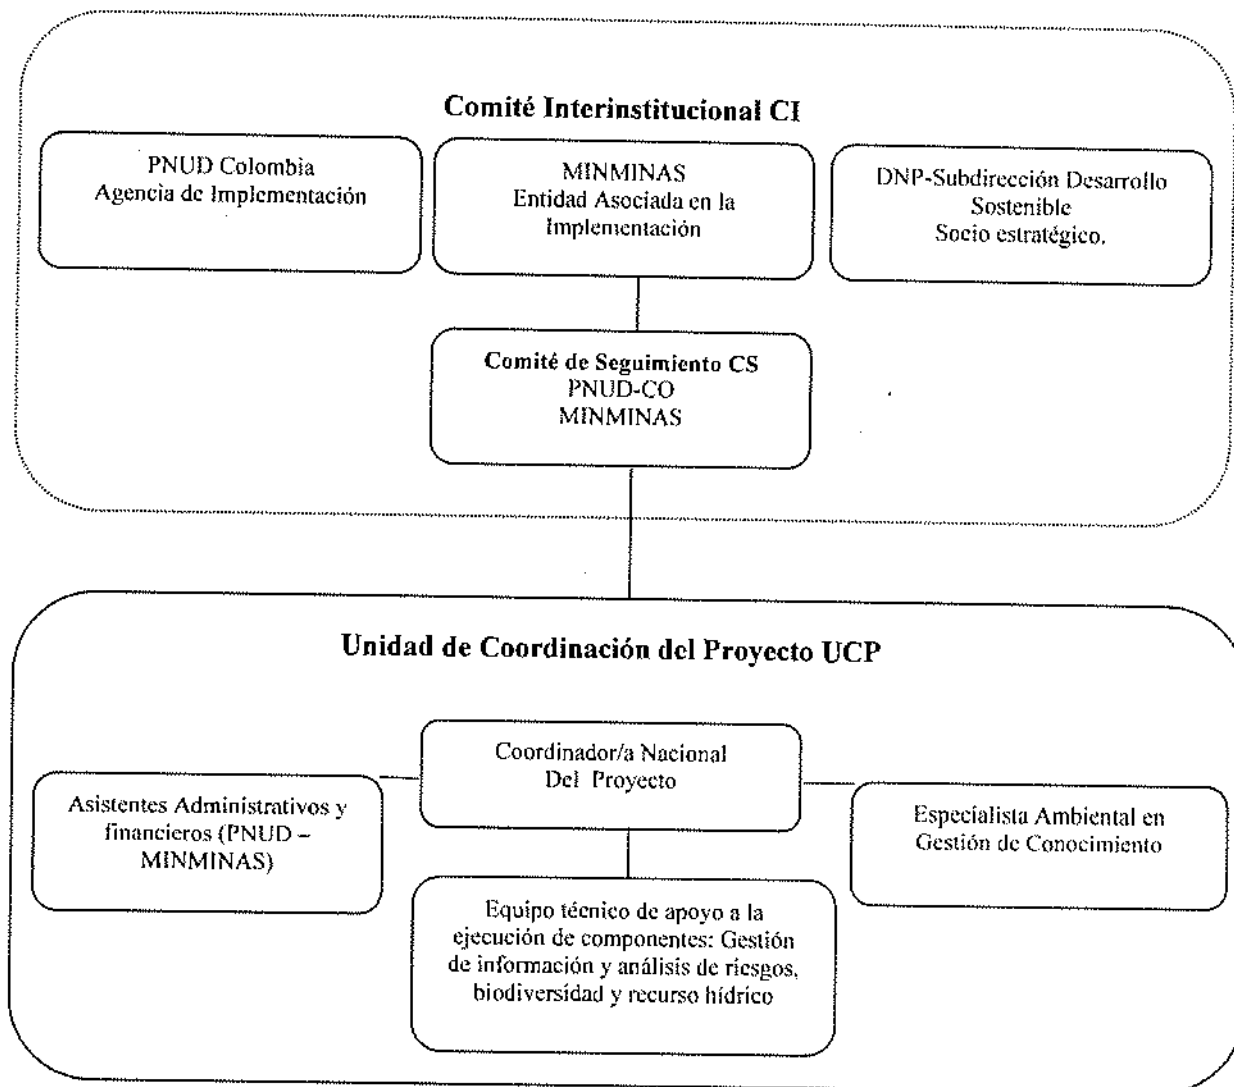 Comité Interinstitucional CI
PNUD Colombia
Agencia de Implementación
MINMINAS
Entidad Asociada en la
Implementación
DNP-Subdirección Desarrollo
Sostenible
Socio estratégico.
Comité de Seguimiento CS
PNUD-CO
MINMINAS
Unidad de Coordinación del Proyecto UCP
Coordinador/a Nacional
Del Proyecto
Asistentes Administrativos y
financieros (PNUD –
MINMINAS)
Especialista Ambiental en
Gestión de Conocimiento
Equipo técnico de apoyo a la
ejecución de componentes: Gestión
de información y análisis de riesgos,
biodiversidad y recurso hídrico